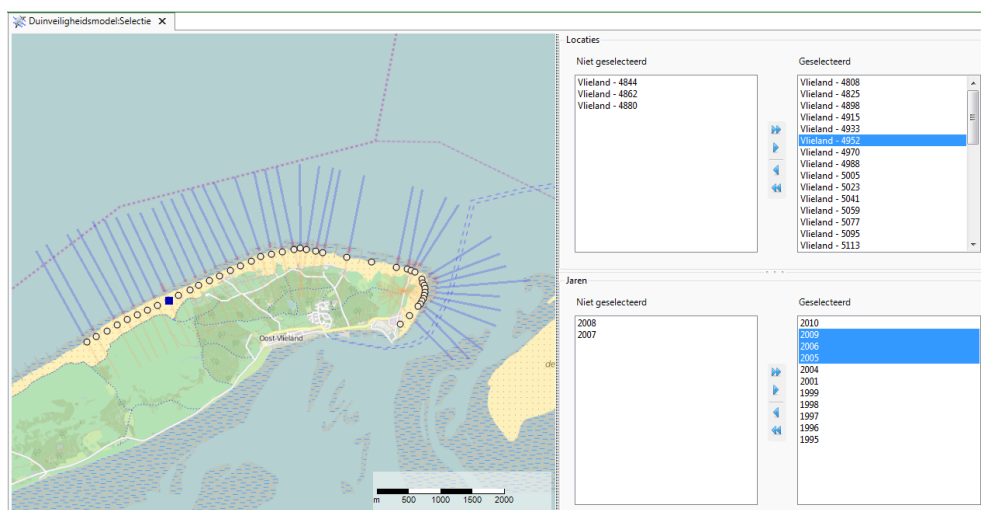 Duinveiligheidsmodel:Selectie
Locaties
Niet geselecteerd
Vlieland - 4844
Vlieland - 4862
Vlieland - 4880
Geselecteerd
Vlieland - 4808
Vlieland - 4825
Vlieland - 4898
Vlieland - 4915
Vlieland - 4933
Vlieland - 4952
Vlieland - 4970
Vlieland - 4988
Vlieland - 5005
Vlieland - 5023
Vlieland - 5041
Vlieland - 5059
Vlieland - 5077
Vlieland - 5095
Vlieland - 5113
Jaren
Niet geselecteerd
2008
2007
Geselecteerd
2010
2009
2006
2005
2004
2001
1999
1998
1997
1996
1995
Oost-Vlieland
de
m 500 1000 1500 2000